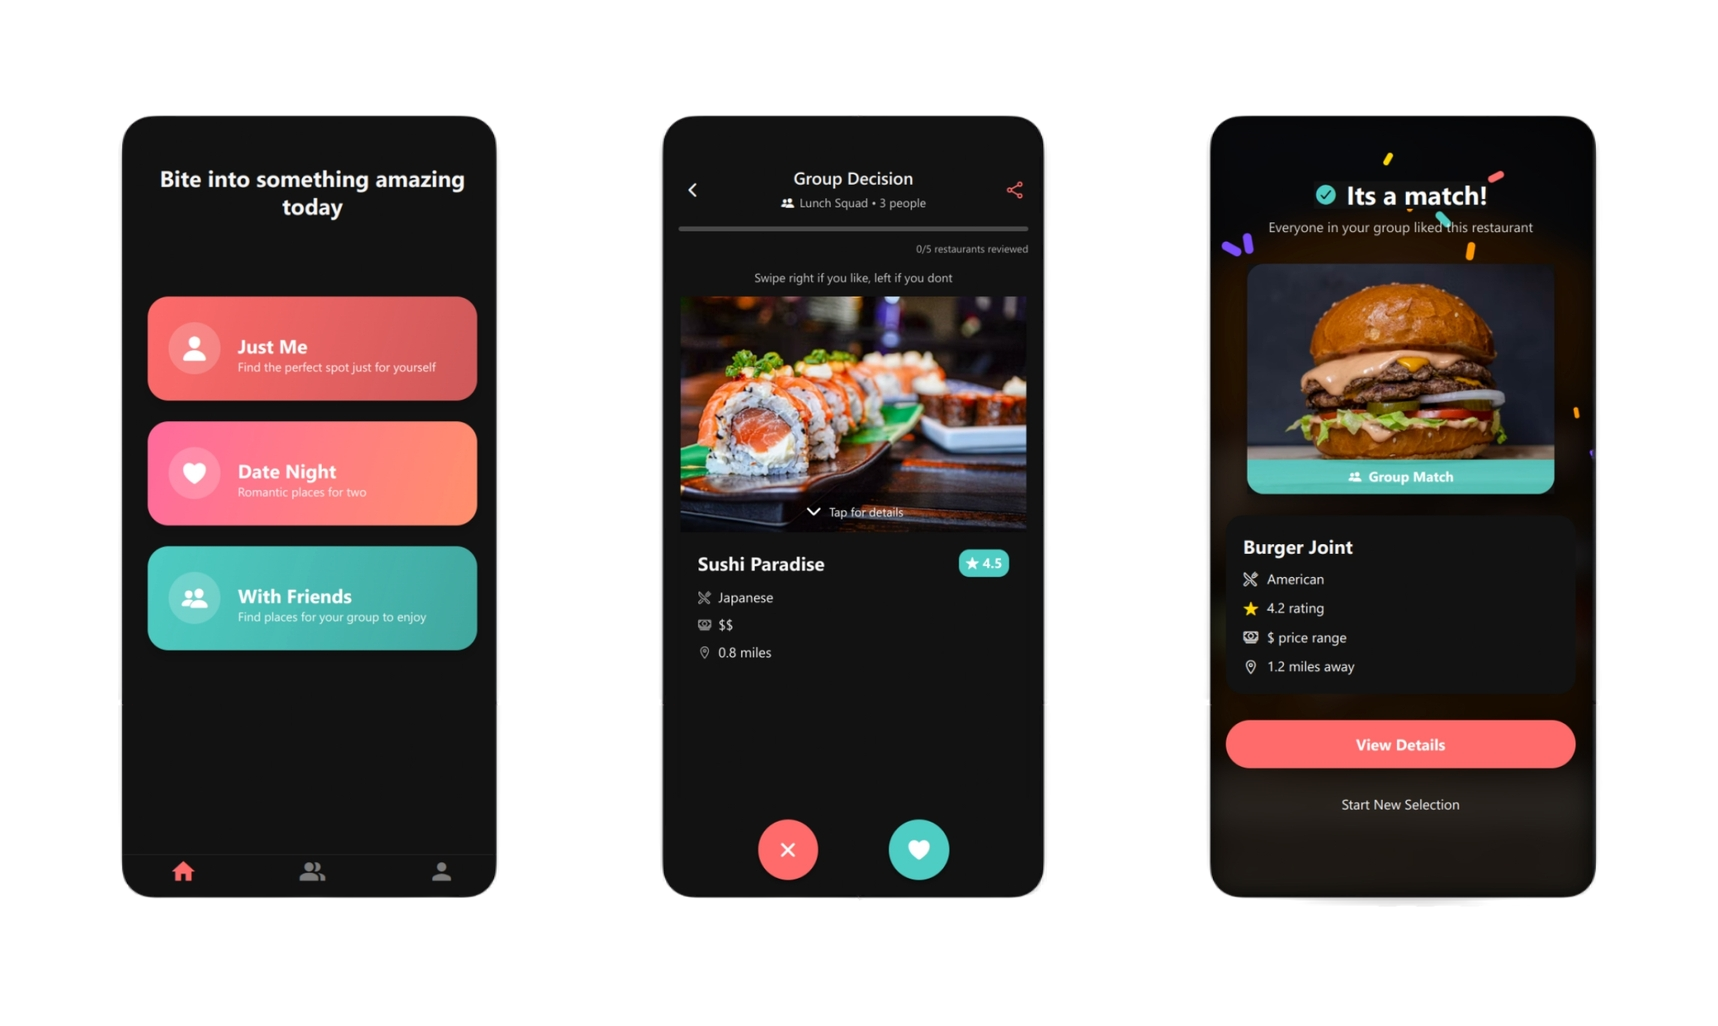 Bite into something amazing
today
Just Me
Find the perfect spot just for yourself
Date Night
Romantic places for two
With Friends
Find places for your group to enjoy
Group Decision
Lunch Squad • 3 people
0/5 restaurants reviewed
Swipe right if you like, left if you dont
Tap for details
Sushi Paradise
4.5
Japanese
$$
0.8 miles
Its a match!
Everyone in your group liked this restaurant
Group Match
Burger Joint
American
4.2 rating
$ price range
1.2 miles away
View Details
Start New Selection